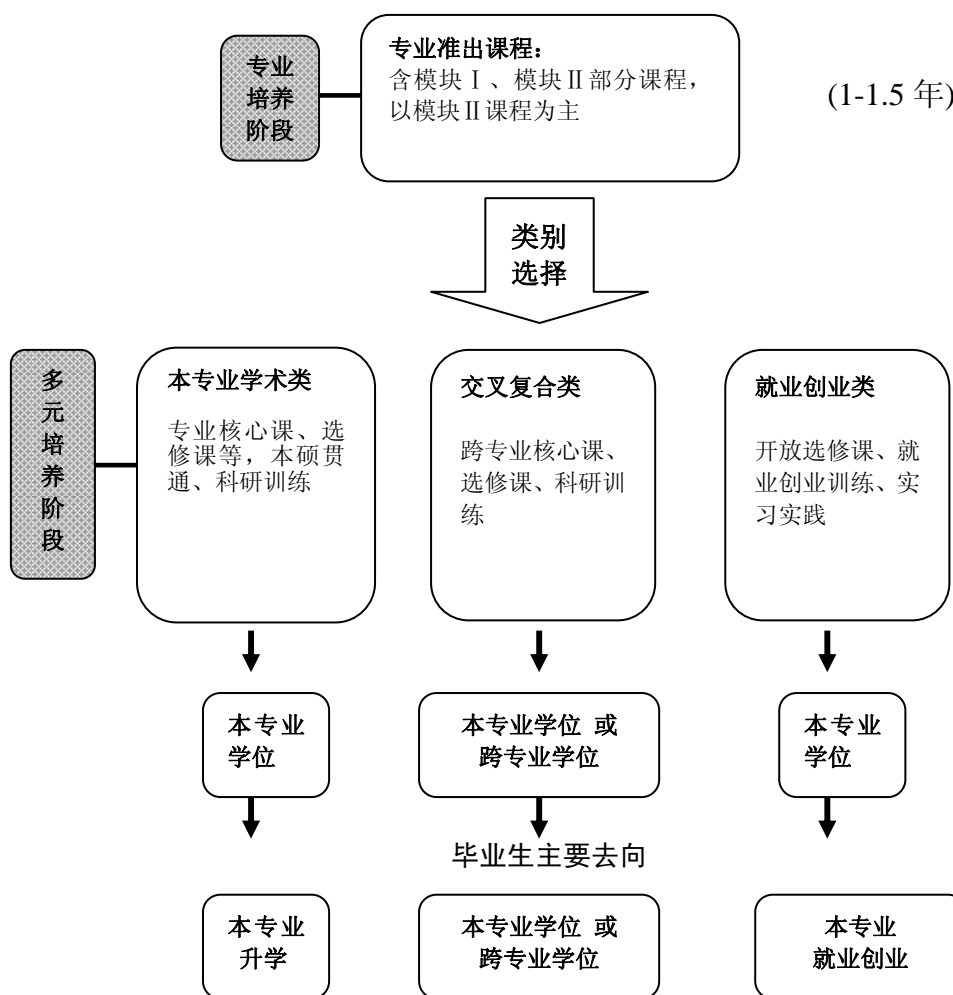 专业
培养
阶段
专业准出课程：
含模块Ⅰ、模块Ⅱ部分课程，
以模块Ⅱ课程为主
(1-1.5 年)
类别
选择
多
元
培
养
阶
段
本专业学术类
专业核心课、选
修课等，本硕贯
通、科研训练
交叉复合类
跨专业核心课、
选修课、科研训
练
就业创业类
开放选修课、就
业创业训练、实
习实践
本专业
学位
本专业学位 或
跨专业学位
本专业
学位
毕业生主要去向
本专业
升学
本专业学位 或
跨专业学位
本专业
就业创业